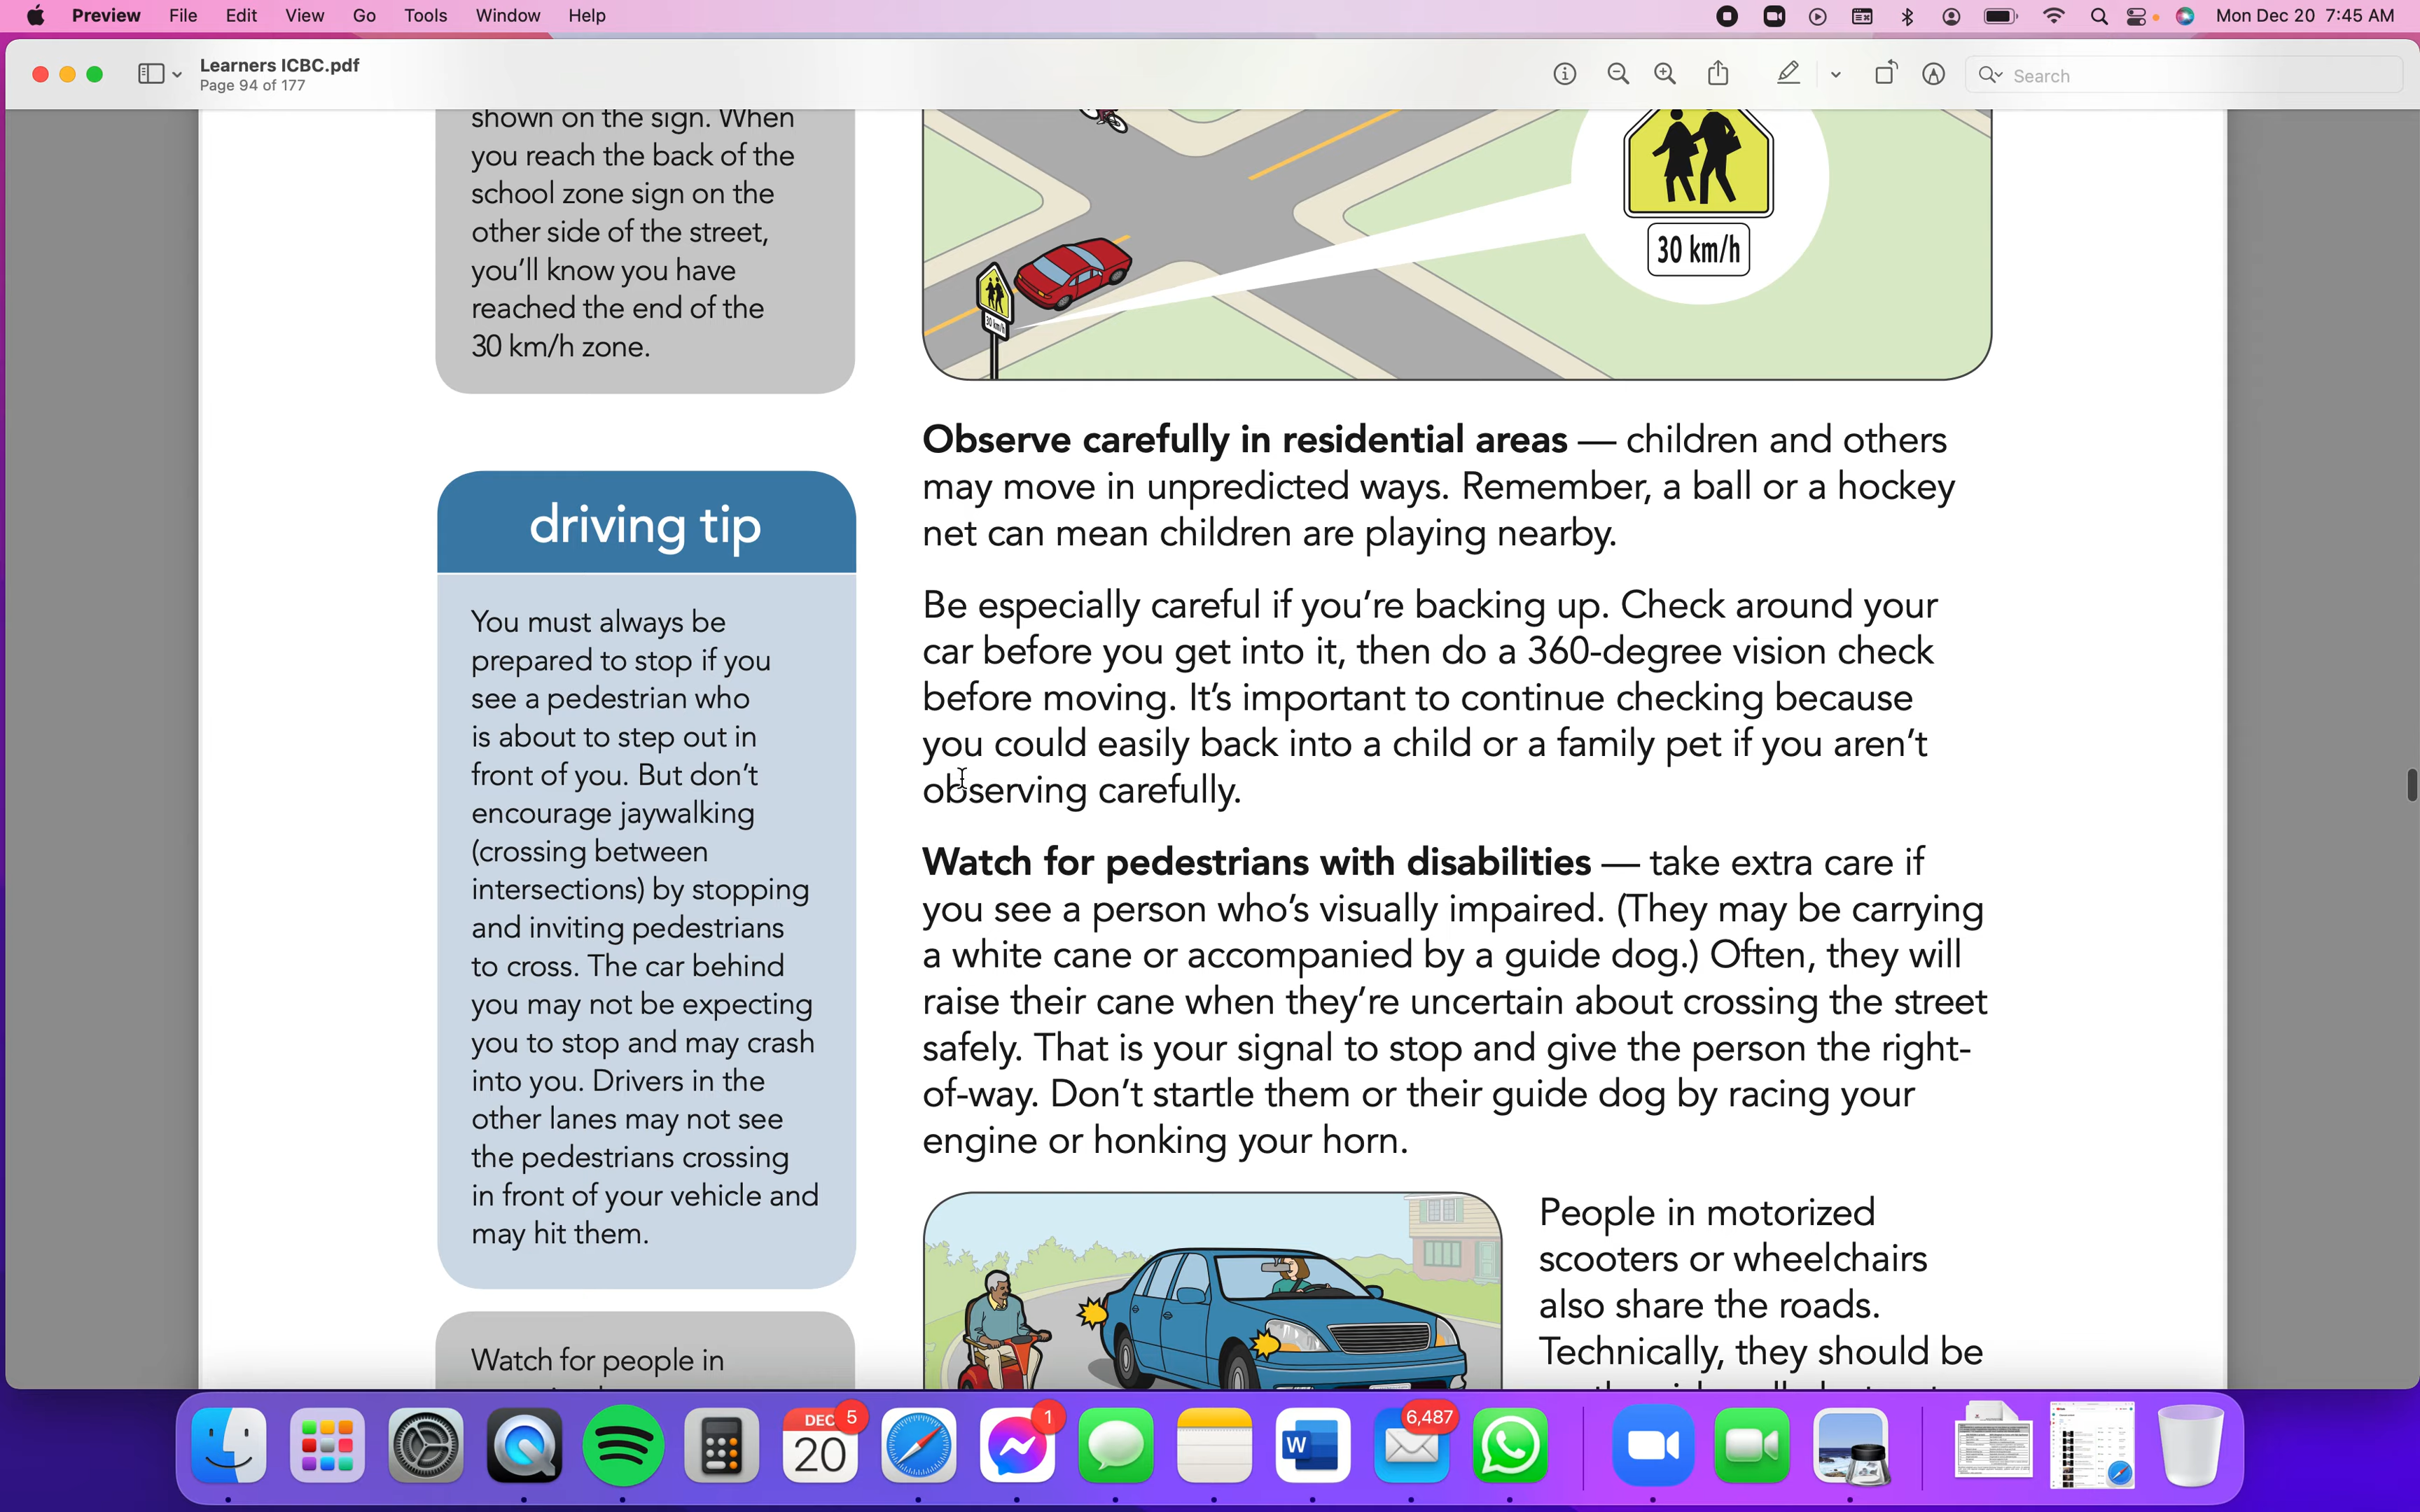 Preview File Edit View Go Tools Window Help
Mon Dec 20 7:45 AM
Learners ICBC.pdf
Page 94 of 177
Search
shown on the sign. When
you reach the back of the
school zone sign on the
other side of the street,
you'll know you have
reached the end of the
30 km/h zone.
30 km/h
30 km/h
driving tip
You must always be
prepared to stop if you
see a pedestrian who
is about to step out in
front of you. But don't
encourage jaywalking
(crossing between
intersections) by stopping
and inviting pedestrians
to cross. The car behind
you may not be expecting
you to stop and may crash
into you. Drivers in the
other lanes may not see
the pedestrians crossing
in front of your vehicle and
may hit them.
Watch for people in
Observe carefully in residential areas — children and others
may move in unpredicted ways. Remember, a ball or a hockey
net can mean children are playing nearby.
Be especially careful if you're backing up. Check around your
car before you get into it, then do a 360-degree vision check
before moving. It's important to continue checking because
you could easily back into a child or a family pet if you aren't
observing carefully.
Watch for pedestrians with disabilities — take extra care if
you see a person who's visually impaired. (They may be carrying
a white cane or accompanied by a guide dog.) Often, they will
raise their cane when they're uncertain about crossing the street
safely. That is your signal to stop and give the person the right-
of-way. Don't startle them or their guide dog by racing your
engine or honking your horn.
People in motorized
scooters or wheelchairs
also share the roads.
Technically, they should be
DEC 5
20
1
W
6,487